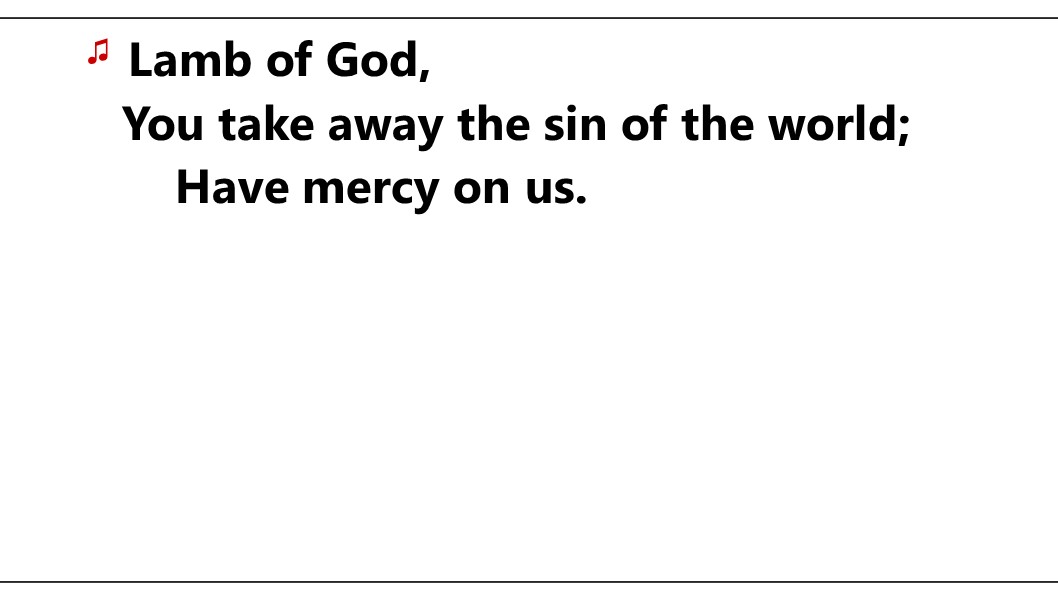 ♫ Lamb of God,
You take away the sin of the world;
Have mercy on us.